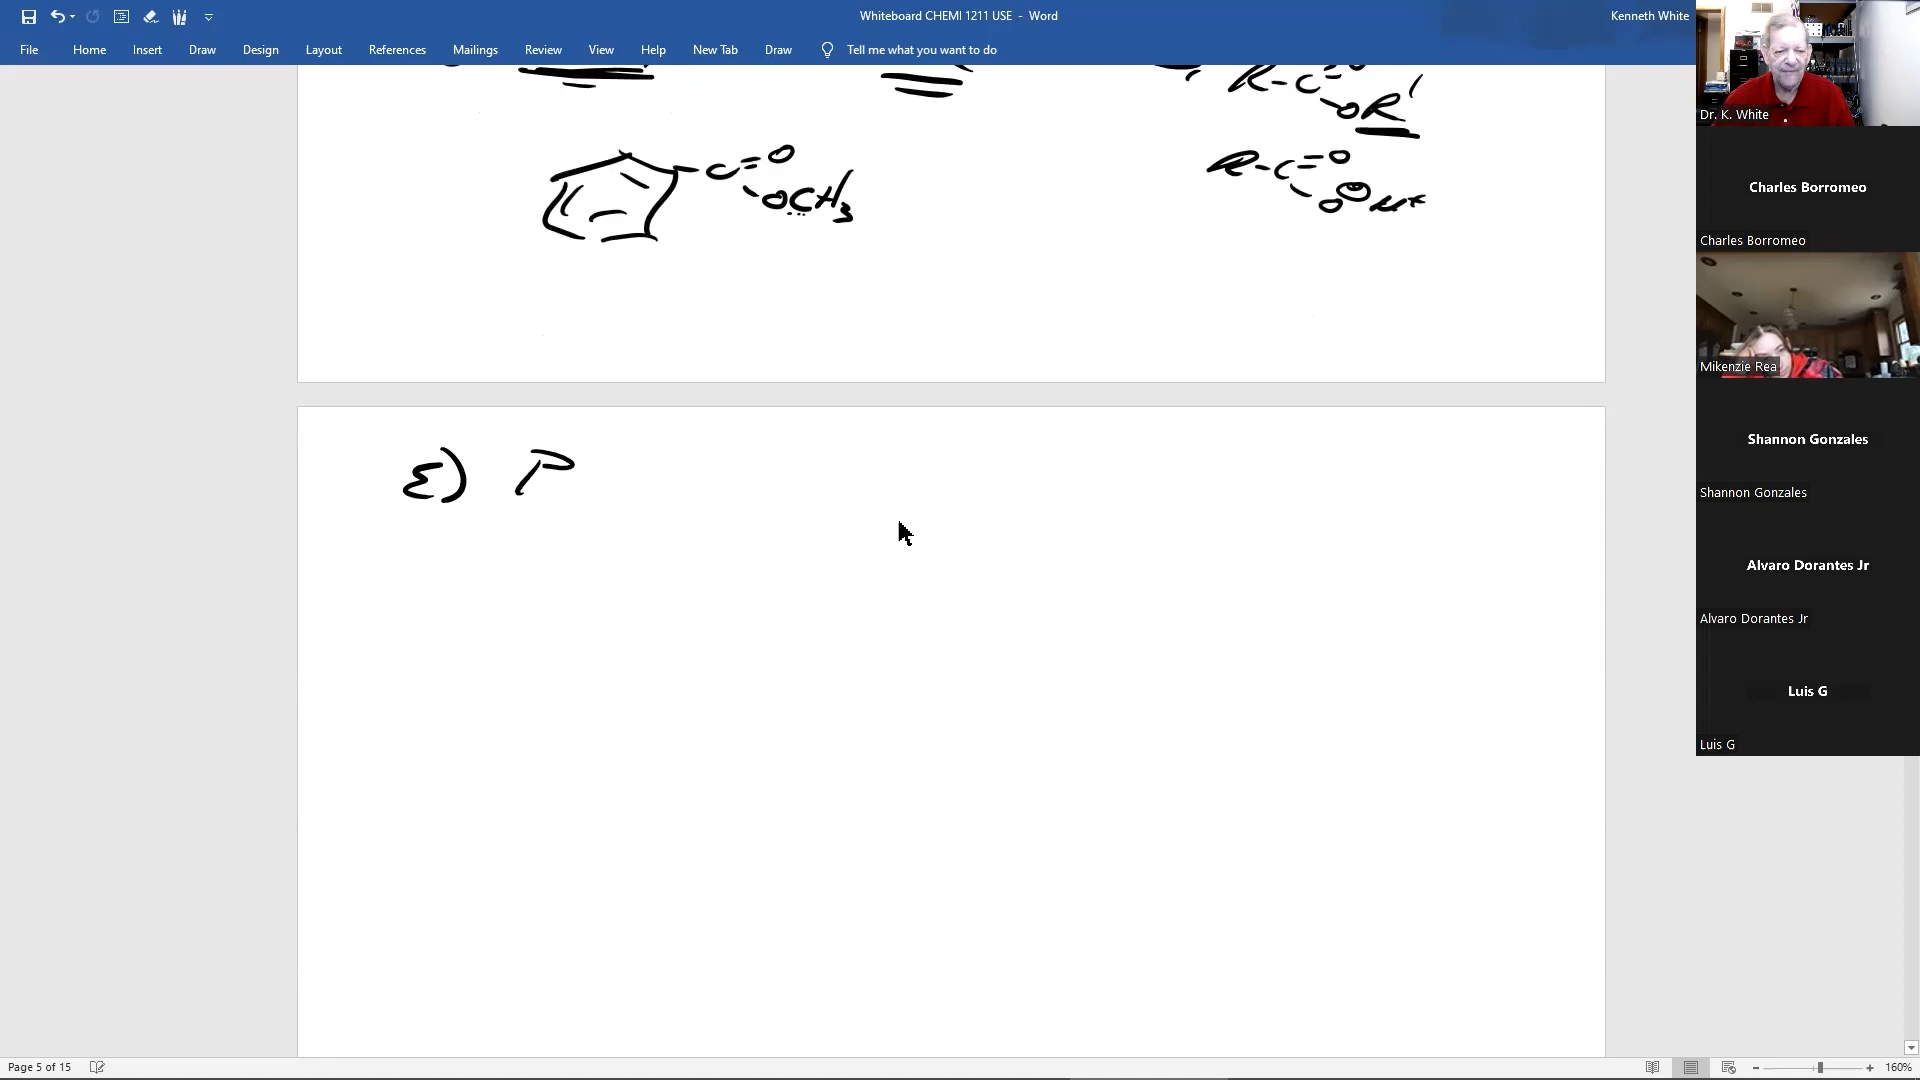 Whiteboard CHEMI 1211 USE - Word
Kenneth White
File Home Insert Draw Design Layout References Mailings Review View Help New Tab Draw Tell me what you want to do
R-C=O
OR'
C=O
OCH3
R-C=O
O
E) P
Dr. K. White
Charles Borromeo
Charles Borromeo
Mikenzie Rea
Shannon Gonzales
Shannon Gonzales
Alvaro Dorantes Jr
Alvaro Dorantes Jr
Luis G
Luis G
Page 5 of 15
160%